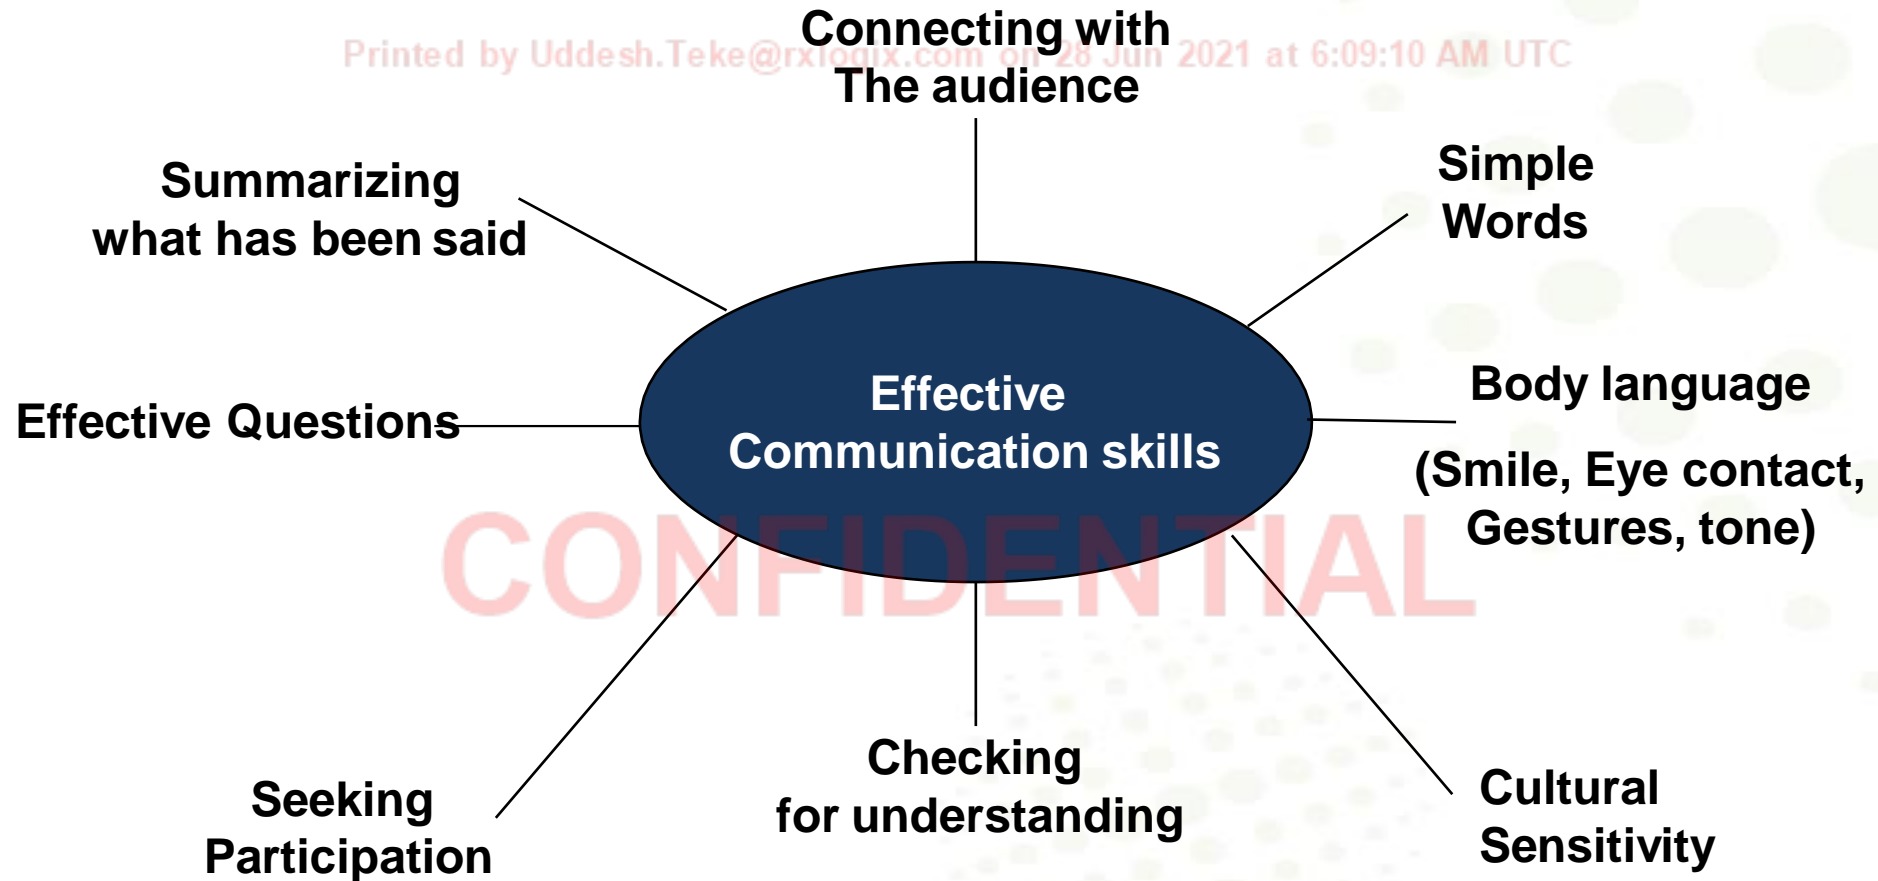 Connecting with
Printed by Uddesh.Teke@rxlogix.com on 28 Jun 2021 at 6:09:10 AM UTC
The audience
Summarizing
what has been said
Simple
Words
Effective Questions
Effective
Communication skills
Body language
(Smile, Eye contact,
Gestures, tone)
CONFIDENTIAL
Seeking
Participation
Checking
for understanding
Cultural
Sensitivity